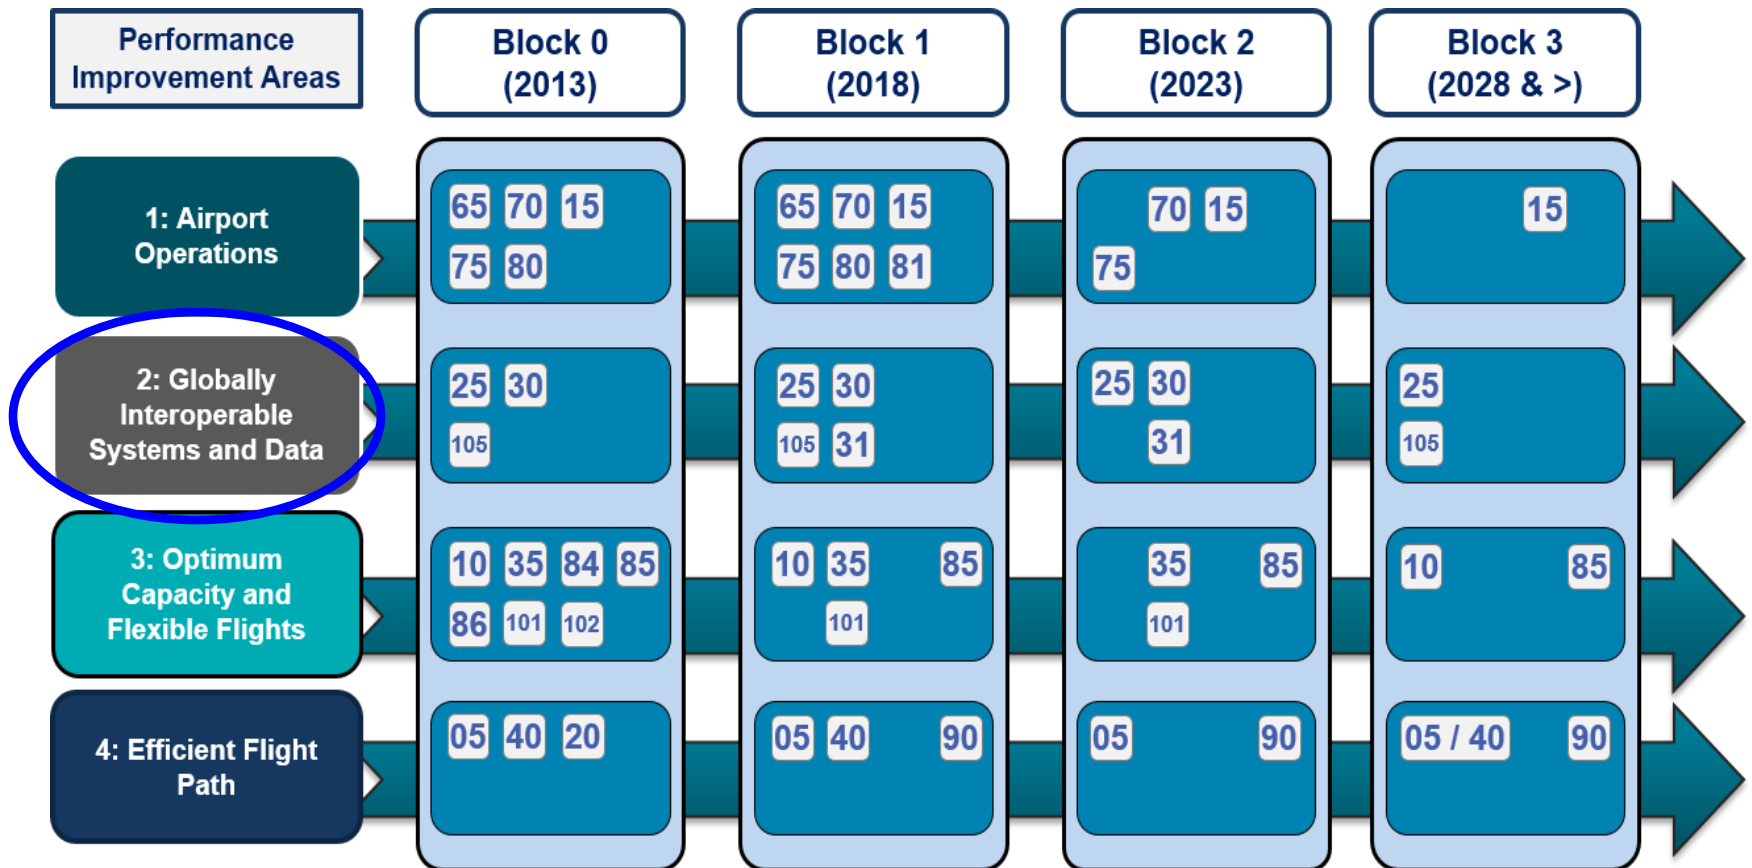 Performance
Improvement Areas
Block 0
(2013)
Block 1
(2018)
Block 2
(2023)
Block 3
(2028 & >)
1: Airport
Operations
65 70 15
75 80
65 70 15
75 80 81
70 15
75
15
2: Globally
Interoperable
Systems and Data
25 30
105
25 30
105 31
25 30
31
25
105
3: Optimum
Capacity and
Flexible Flights
10 35 84 85
86 101 102
10 35 85
101
35 85
101
10 85
4: Efficient Flight
Path
05 40 20
05 40 90
05 90
05 / 40 90